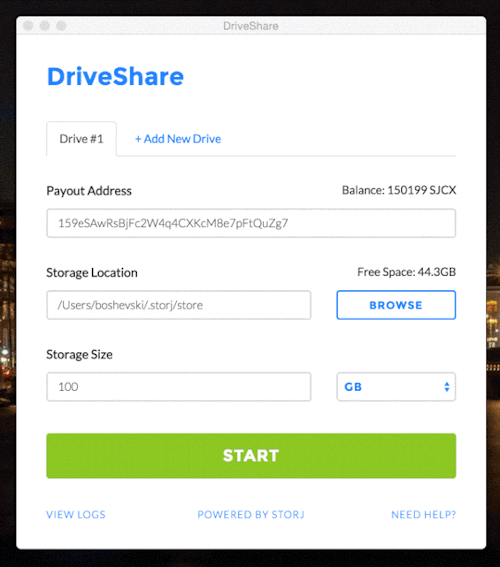 DriveShare
DriveShare
Drive #1 + Add New Drive
Payout Address Balance: 150199 SJCX
159eSAwRsBjFc2W4q4CXKcM8e7pFtQuZg7
Storage Location Free Space: 44.3GB
/Users/boshevski/.storj/store BROWSE
Storage Size
100 GB
START
VIEW LOGS POWERED BY STORJ NEED HELP?